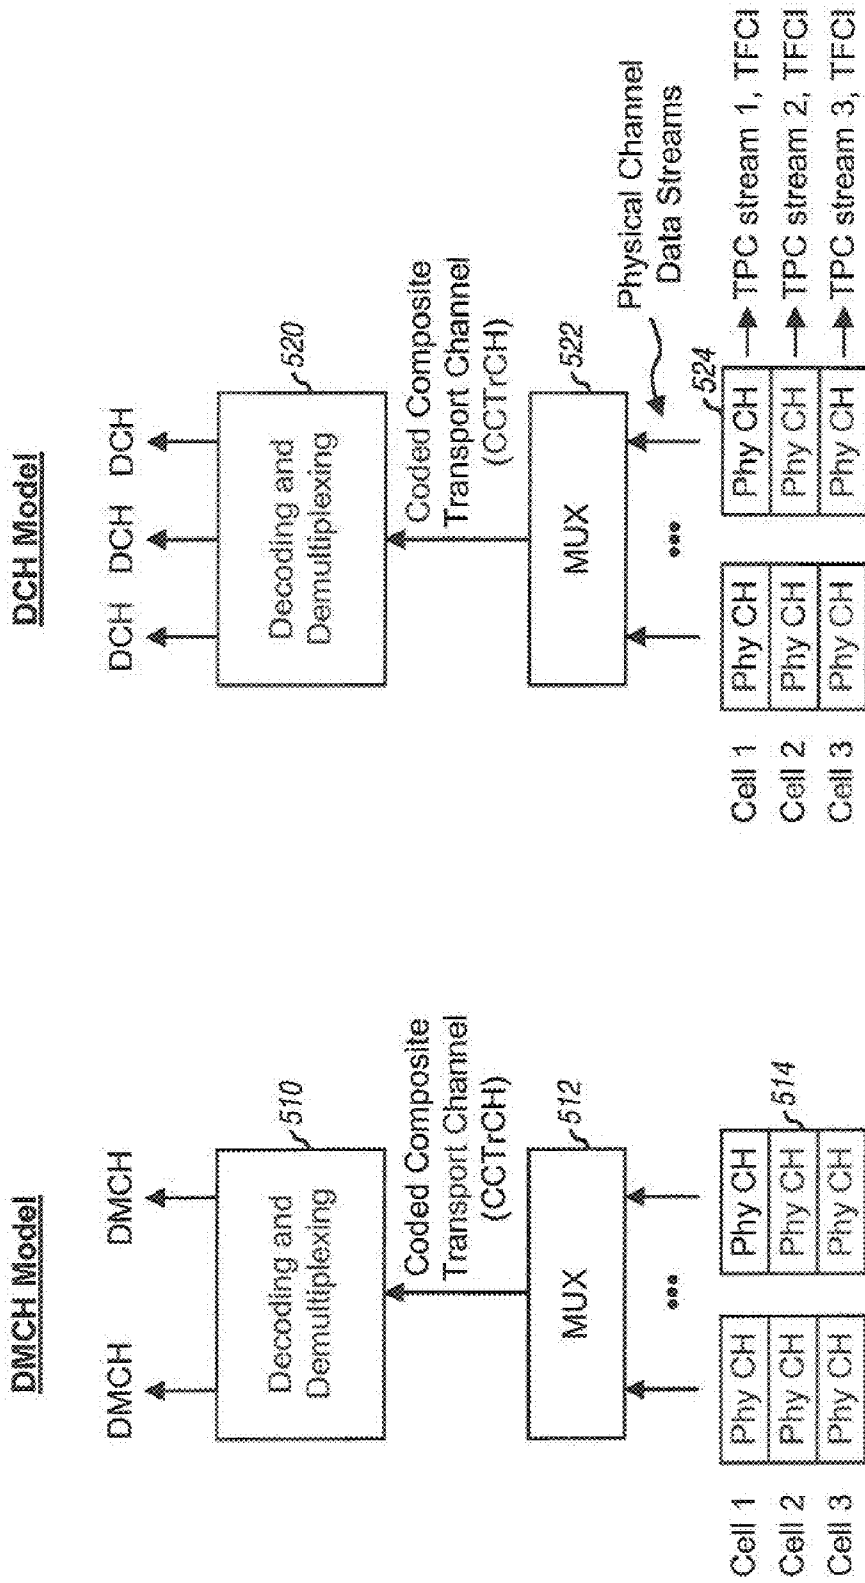 DMCH Model
DMCH
DMCH
Decoding and
Demultiplexing
510
Coded Composite
Transport Channel
(CCTrCH)
MUX
512
•••
Cell 1
Phy CH
Phy CH
Cell 2
Phy CH
Phy CH
514
Cell 3
Phy CH
Phy CH
DCH Model
DCH
DCH
DCH
Decoding and
Demultiplexing
520
Coded Composite
Transport Channel
(CCTrCH)
MUX
522
Physical Channel
Data Streams
•••
524
Cell 1
Phy CH
Phy CH
TPC stream 1, TFCI
Cell 2
Phy CH
Phy CH
TPC stream 2, TFCI
Cell 3
Phy CH
Phy CH
TPC stream 3, TFCI